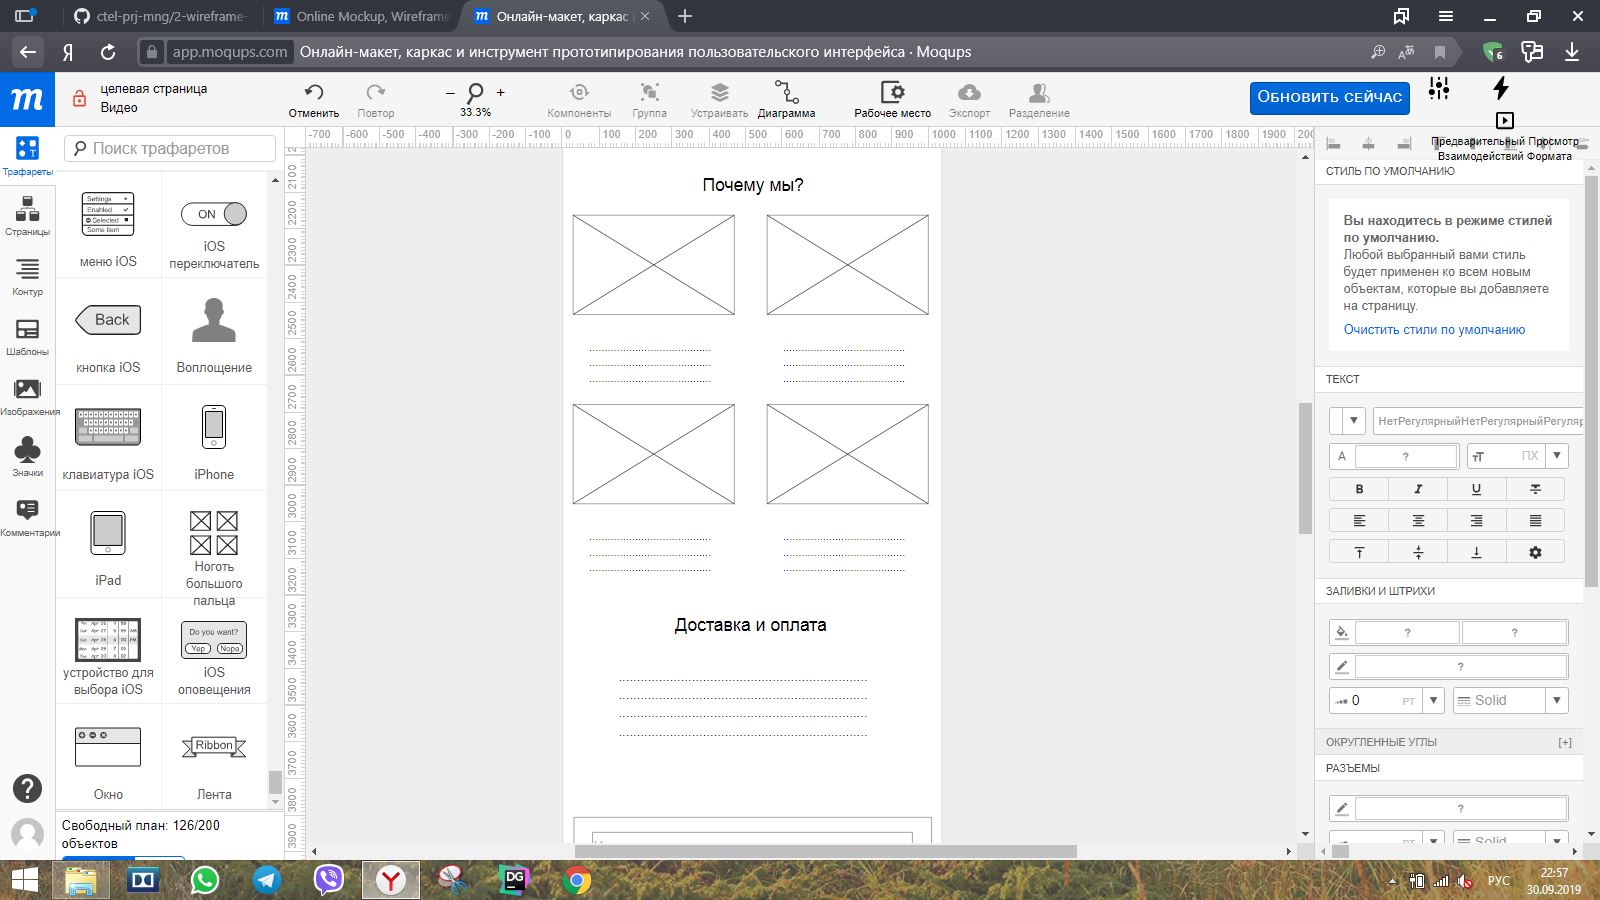 ctel-prj-mng/2-wireframe-
Online Mockup, Wireframe
Онлайн-макет, каркас
app.moqups.com
Онлайн-макет, каркас и инструмент прототипирования пользовательского интерфейса · Moqups
6
m
целевая страница
Видео
Отменить
Повтор
33.3%
Компоненты
Группа
Устраивать
Диаграмма
Рабочее место
Экспорт
Разделение
Обновить сейчас
Предварительный Просмотр
Взаимодействий Формата
Трафареты
Страницы
Контур
Шаблоны
Изображения
Значки
Комментарии
Поиск трафаретов
Settings
Enabled
Selected
Some item
меню iOS
ON
iOS
переключатель
Back
кнопка iOS
Воплощение
клавиатура iOS
iPhone
iPad
Ноготь
большого
пальца
устройство для
выбора iOS
Do you want?
Yep
Nope
iOS
оповещения
Окно
Ribbon
Лента
Свободный план: 126/200
объектов
-700 -600 -500 -400 -300 -200 -100 0 100 200 300 400 500 600 700 800 900 1000 1100 1200 1300 1400 1500 1600 1700 1800 1900
2100
2200
2300
2400
2500
2600
2700
2800
2900
3000
3100
3200
3300
3400
3500
3600
3700
3800
3900
Почему мы?
Доставка и оплата
СТИЛЬ ПО УМОЛЧАНИЮ
Вы находитесь в режиме стилей
по умолчанию.
Любой выбранный вами стиль
будет применен ко всем новым
объектам, которые вы добавляете
на страницу.
Очистить стили по умолчанию
ТЕКСТ
НетРегулярныйНетРегулярныйРегуляр
A ? тТ ПХ
B I U
ЗАЛИВКИ И ШТРИХИ
? ?
?
0 PT Solid
ОКРУГЛЕННЫЕ УГЛЫ [+]
РАЗЪЕМЫ
?
PT Solid
DG
РУС
22:57
30.09.2019